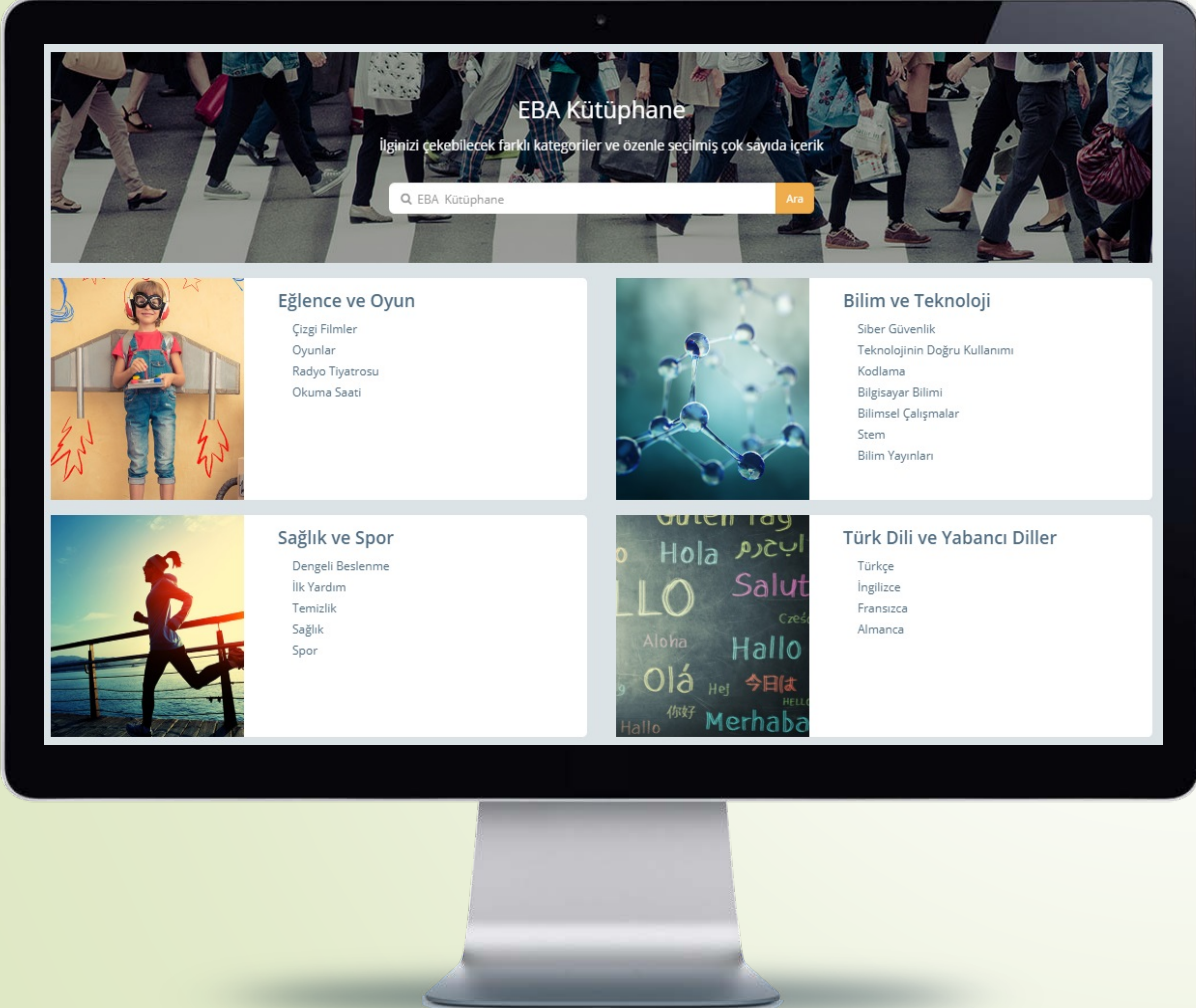 EBA Kütüphane
İlginizi çekebilecek farklı kategoriler ve özenle seçilmiş çok sayıda içerik
EBA Kütüphane
Ara
Eğlence ve Oyun
Çizgi Filmler
Oyunlar
Radyo Tiyatrosu
Okuma Saati
Bilim ve Teknoloji
Siber Güvenlik
Teknolojinin Doğru Kullanımı
Kodlama
Bilgisayar Bilimi
Bilimsel Çalışmalar
Stem
Bilim Yayınları
Sağlık ve Spor
Dengeli Beslenme
İlk Yardım
Temizlik
Sağlık
Spor
Guten Tag
Hola
LLO
Salut
Aloha
Hallo
Olá
Hej
今日は
HELLO
你好
Hallo
Merhaba
Türk Dili ve Yabancı Diller
Türkçe
İngilizce
Fransızca
Almanca